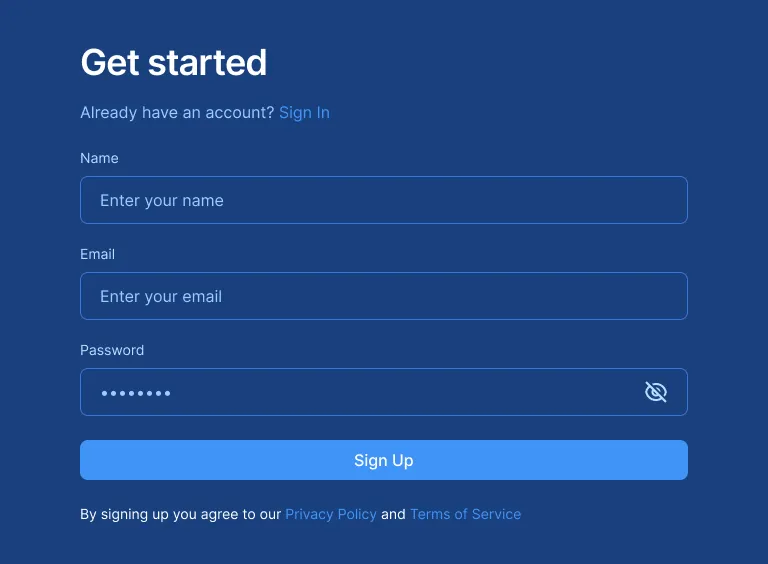 Get started
Already have an account? Sign In
Name
Enter your name
Email
Enter your email
Password
••••••••
Sign Up
By signing up you agree to our Privacy Policy and Terms of Service